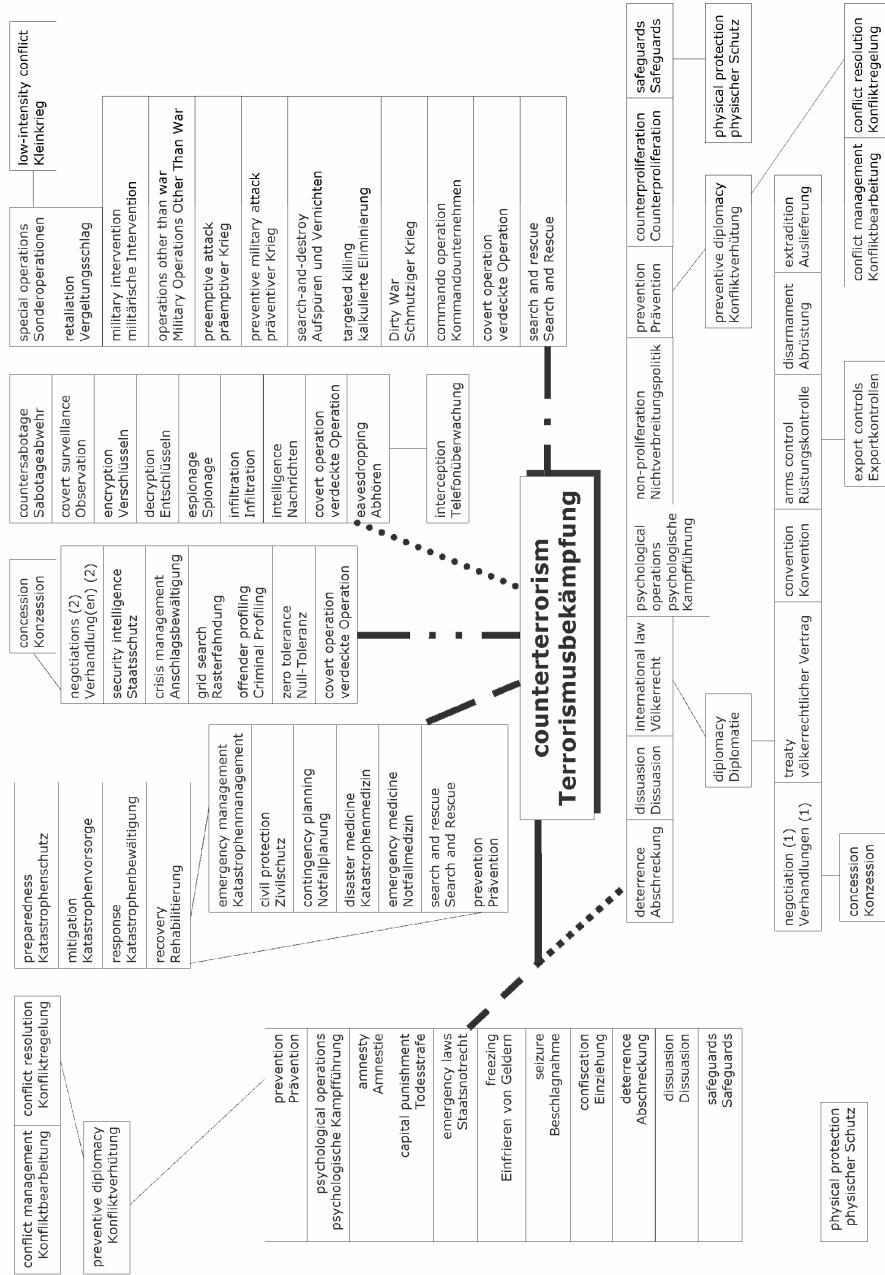 conflict management
Konfliktbearbeitung
conflict resolution
Konfliktregelung
preventive diplomacy
Konfliktverhütung
prevention
Prävention
psychological operations
psychologische Kampfführung
amnesty
Amnestie
capital punishment
Todesstrafe
emergency laws
Staatsnotrecht
freezing
Einfrieren von Geldern
seizure
Beschlagnahme
confiscation
Einziehung
deterrence
Abschreckung
dissuasion
Dissuasion
safeguards
Safeguards
physical protection
physischer Schutz
preparedness
Katastrophenschutz
mitigation
Katastrophenvorsorge
response
Katastrophenbewältigung
recovery
Rehabilitierung
emergency management
Katastrophenmanagement
civil protection
Zivilschutz
contingency planning
Notfallplanung
disaster medicine
Katastrophenmedizin
emergency medicine
Notfallmedizin
search and rescue
Search and Rescue
prevention
Prävention
concession
Konzession
negotiations (2)
Verhandlung(en) (2)
security intelligence
Staatsschutz
crisis management
Anschlagsbewältigung
grid search
Rasterfahndung
offender profiling
Criminal Profiling
zero tolerance
Null-Toleranz
covert operation
verdeckte Operation
countersabotage
Sabotageabwehr
covert surveillance
Observation
encryption
Verschlüsseln
decryption
Entschlüsseln
espionage
Spionage
infiltration
Infiltration
intelligence
Nachrichten
covert operation
verdeckte Operation
eavesdropping
Abhören
interception
Telefonüberwachung
special operations
Sonderoperationen
low-intensity conflict
Kleinkrieg
retaliation
Vergeltungsschlag
military intervention
militärische Intervention
operations other than war
Military Operations Other Than War
preemptive attack
präemptiver Krieg
preventive military attack
präventiver Krieg
search-and-destroy
Aufspüren und Vernichten
targeted killing
kalkulierte Eliminierung
Dirty War
Schmutziger Krieg
commando operation
Kommandounternehmen
covert operation
verdeckte Operation
search and rescue
Search and Rescue
counterterrorism
Terrorismusbekämpfung
deterrence
Abschreckung
dissuasion
Dissuasion
international law
Völkerrecht
psychological
operations
psychologische
Kampfführung
non-proliferation
Nichtverbreitungspolitik
prevention
Prävention
counterproliferation
Counterproliferation
safeguards
Safeguards
diplomacy
Diplomatie
preventive diplomacy
Konfliktverhütung
physical protection
physischer Schutz
negotiation (1)
Verhandlungen (1)
treaty
völkerrechtlicher Vertrag
convention
Konvention
arms control
Rüstungskontrolle
disarmament
Abrüstung
extradition
Auslieferung
concession
Konzession
export controls
Exportkontrollen
conflict management
Konfliktbearbeitung
conflict resolution
Konfliktregelung